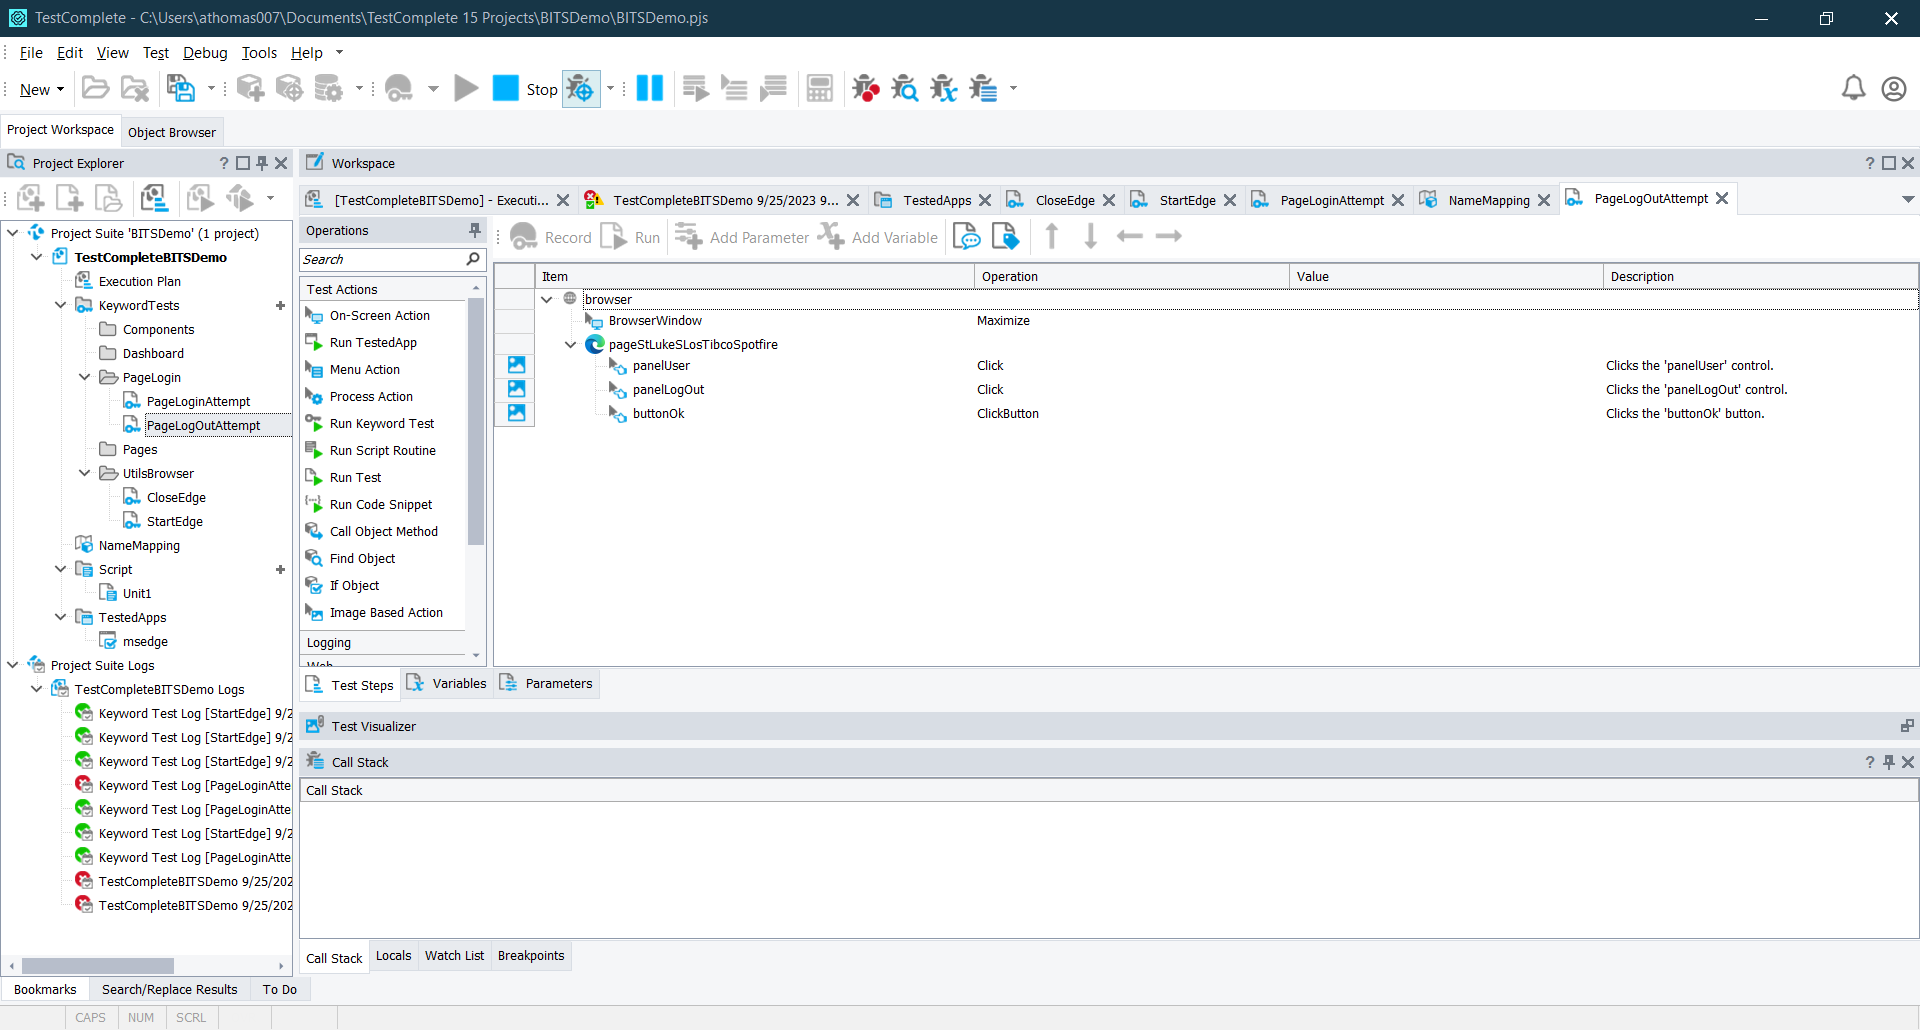 TestComplete - C:\Users\athomas007\Documents\TestComplete 15 Projects\BITSDemo\BITSDemo.pjs
File Edit View Test Debug Tools Help
New Stop
Project Workspace Object Browser
Project Explorer ?
Workspace ?
[TestCompleteBITSDemo] - Executi... TestCompleteBITSDemo 9/25/2023 9... TestedApps CloseEdge StartEdge PageLoginAttempt NameMapping PageLogOutAttempt
Project Suite 'BITSDemo' (1 project)
TestCompleteBITSDemo
Execution Plan
KeywordTests
Components
Dashboard
PageLogin
PageLoginAttempt
PageLogOutAttempt
Pages
UtilsBrowser
CloseEdge
StartEdge
NameMapping
Script
Unit1
TestedApps
msedge
Project Suite Logs
TestCompleteBITSDemo Logs
Keyword Test Log [StartEdge] 9/2
Keyword Test Log [StartEdge] 9/2
Keyword Test Log [StartEdge] 9/2
Keyword Test Log [PageLoginAtte
Keyword Test Log [PageLoginAtte
Keyword Test Log [StartEdge] 9/2
Keyword Test Log [PageLoginAtte
TestCompleteBITSDemo 9/25/202
TestCompleteBITSDemo 9/25/202
Operations
Search
Test Actions
On-Screen Action
Run TestedApp
Menu Action
Process Action
Run Keyword Test
Run Script Routine
Run Test
Run Code Snippet
Call Object Method
Find Object
If Object
Image Based Action
Logging
Web
Record Run Add Parameter Add Variable
Item Operation Value Description
browser
BrowserWindow Maximize
pageStLukeSLosTibcoSpotfire
panelUser Click Clicks the 'panelUser' control.
panelLogOut Click Clicks the 'panelLogOut' control.
buttonOk ClickButton Clicks the 'buttonOk' button.
Test Steps Variables Parameters
Test Visualizer
Call Stack ?
Call Stack
Call Stack Locals Watch List Breakpoints
Bookmarks Search/Replace Results To Do
CAPS NUM SCRL